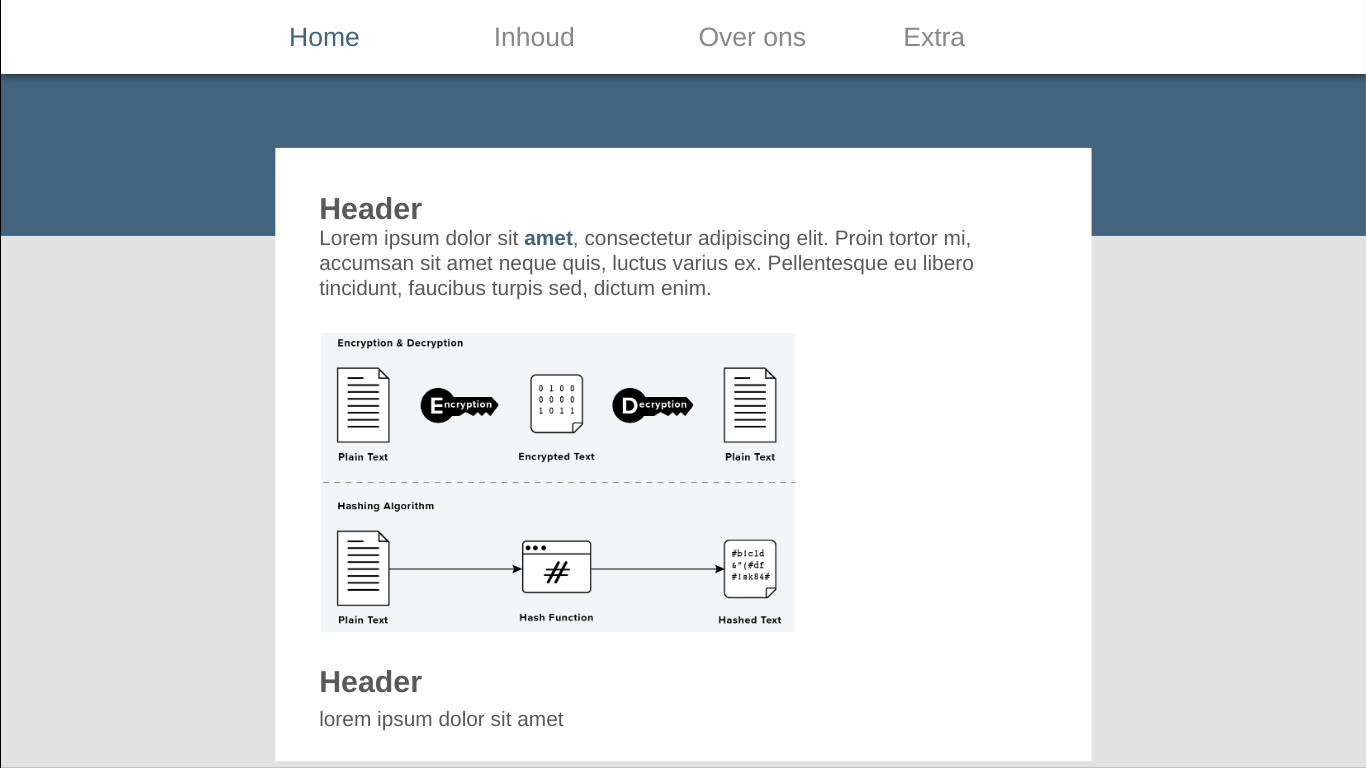 Home Inhoud Over ons Extra
Header
Lorem ipsum dolor sit amet, consectetur adipiscing elit. Proin tortor mi,
accumsan sit amet neque quis, luctus varius ex. Pellentesque eu libero
tincidunt, faucibus turpis sed, dictum enim.
Encryption & Decryption
Encryption
0 1 0 0
0 0 0 0
1 0 1 1
Decryption
Plain Text Encrypted Text Plain Text
Hashing Algorithm
#
#b!c1d
&"(#df
#!sk84#
Plain Text Hash Function Hashed Text
Header
lorem ipsum dolor sit amet